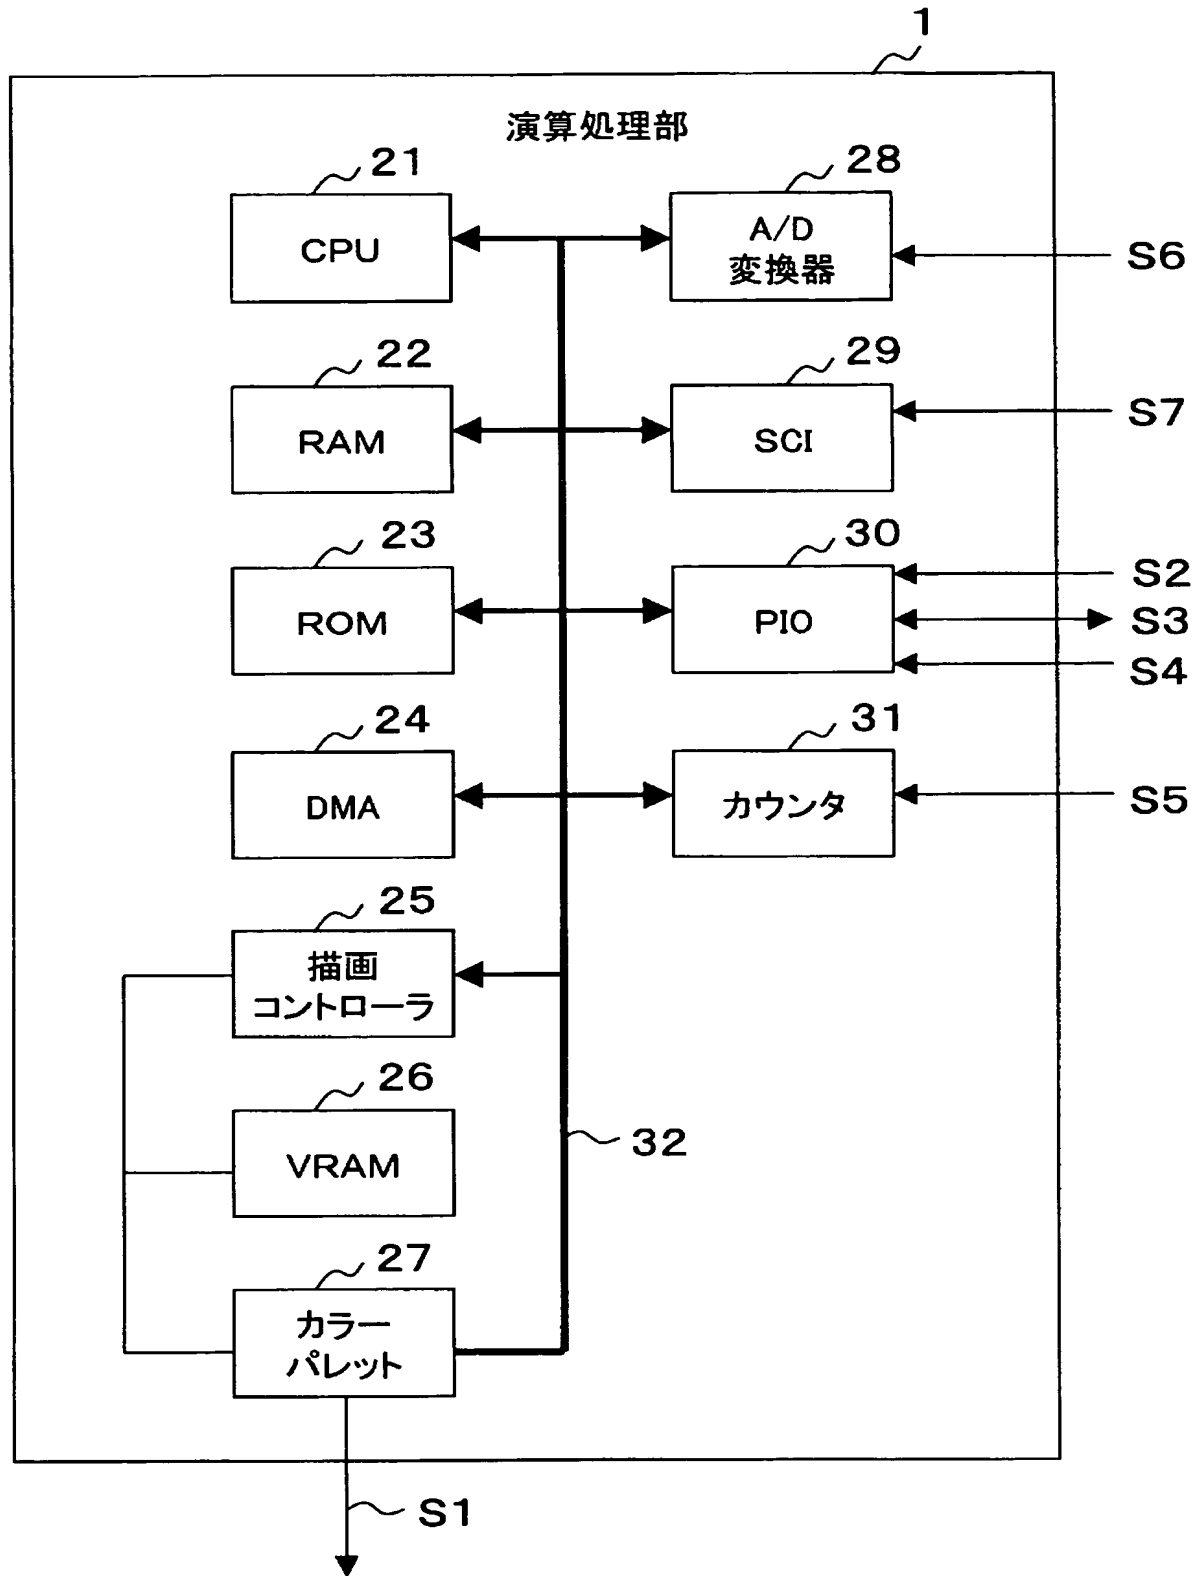 1
演算処理部
21
CPU
28
A/D
変換器
S6
22
RAM
29
SCI
S7
23
ROM
30
PIO
S2
S3
S4
24
DMA
31
カウンタ
S5
25
描画
コントローラ
26
VRAM
32
27
カラー
パレット
S1